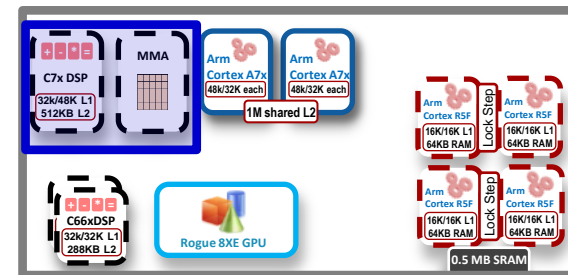 + - * =
C7x DSP
32k/48K L1
512KB L2
MMA
Arm
Cortex A7x
48k/32K each
Arm
Cortex A7x
48k/32K each
1M shared L2
Arm
Cortex R5F
16K/16K L1
64KB RAM
Lock Step
Arm
Cortex R5F
16K/16K L1
64KB RAM
+ - * =
C66xDSP
32k/32K L1
288KB L2
Rogue 8XE GPU
Arm
Cortex R5F
16K/16K L1
64KB RAM
Lock Step
Arm
Cortex R5F
16K/16K L1
64KB RAM
0.5 MB SRAM